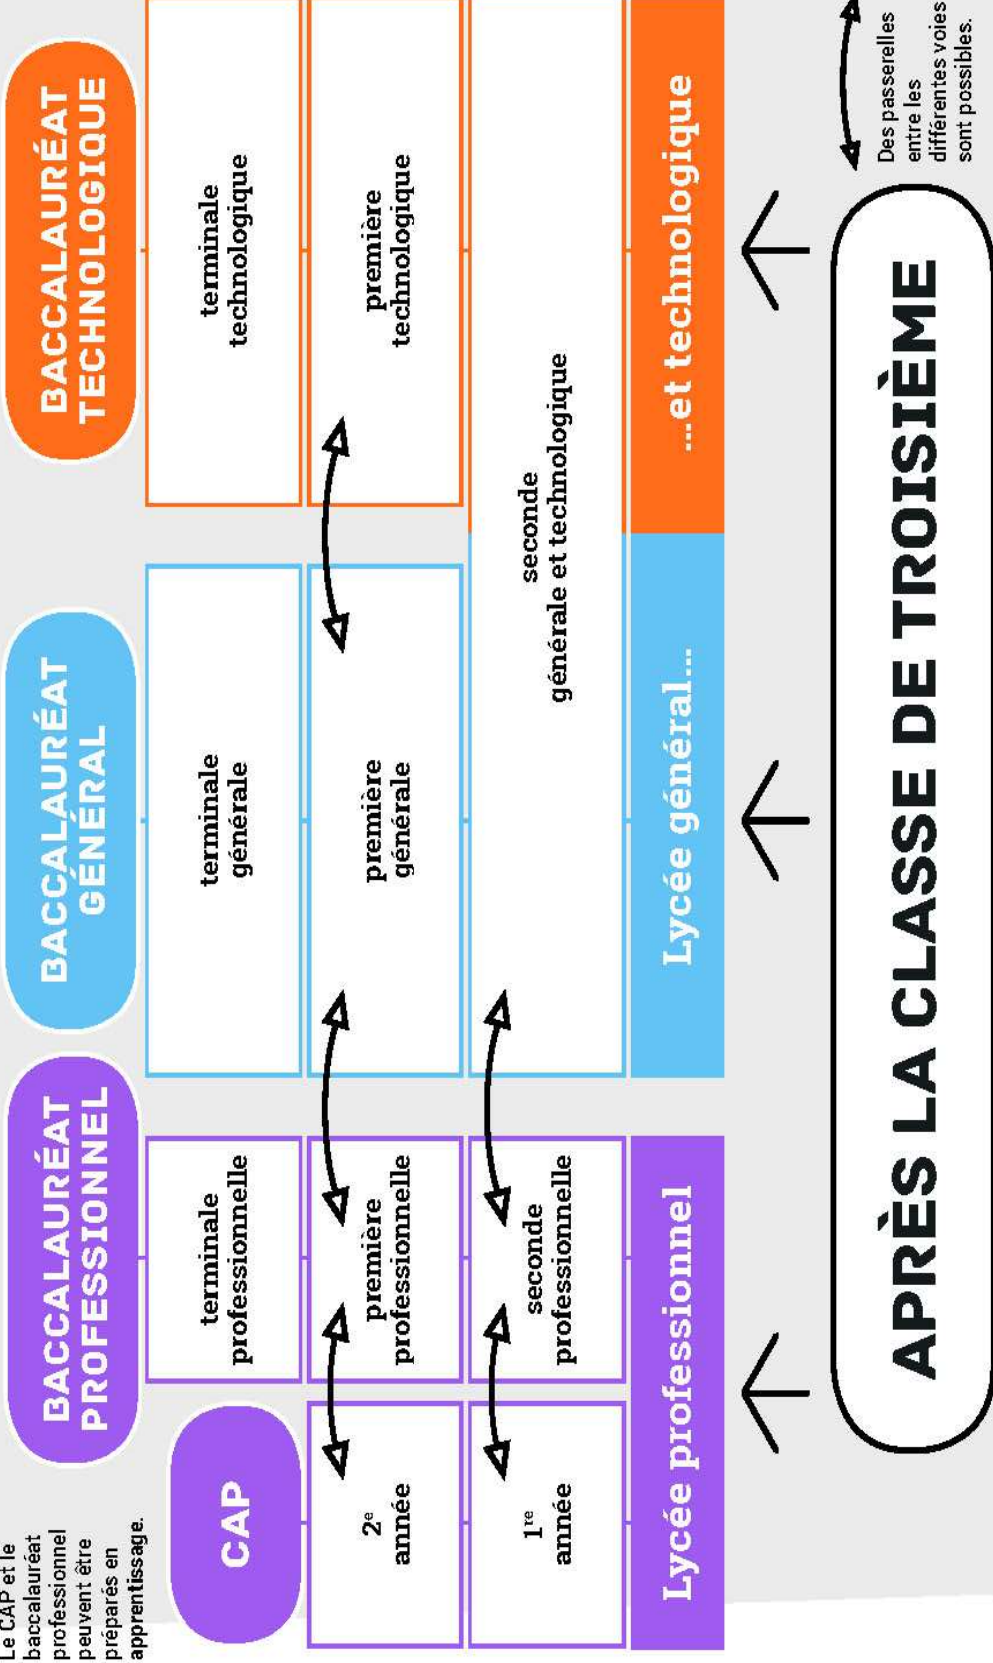 Le CAP et le
baccalauréat
professionnel
peuvent être
préparés en
apprentissage.
CAP
BACCALAURÉAT
PROFESSIONNEL
BACCALAURÉAT
GÉNÉRAL
BACCALAURÉAT
TECHNOLOGIQUE
terminale
professionnelle
terminale
générale
terminale
technologique
2e
année
première
professionnelle
première
générale
première
technologique
1re
année
seconde
professionnelle
seconde
générale et technologique
Lycée professionnel
Lycée général...
...et technologique
APRÈS LA CLASSE DE TROISIÈME
Des passerelles
entre les
différentes voies
sont possibles.